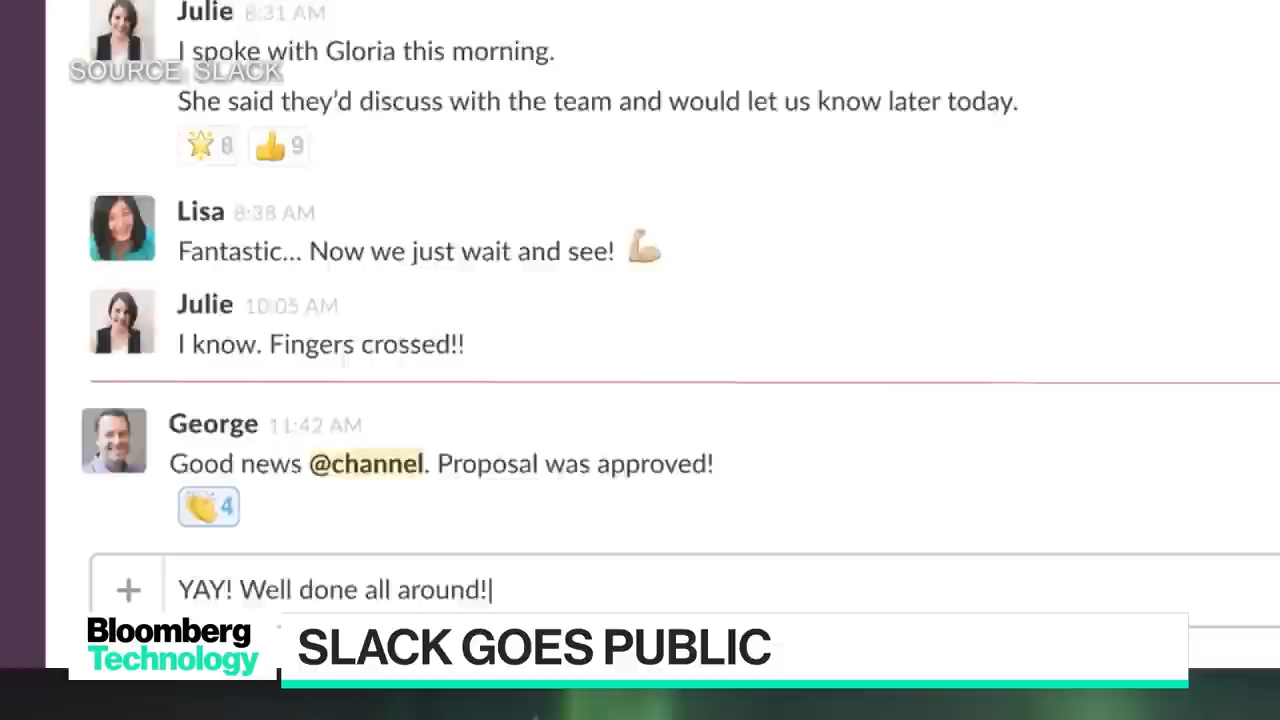 Julie 8:31 AM
I spoke with Gloria this morning.
SOURCE: SLACK
She said they'd discuss with the team and would let us know later today.
8 9
Lisa 8:38 AM
Fantastic... Now we just wait and see!
Julie 10:05 AM
I know. Fingers crossed!!
George 11:42 AM
Good news @channel. Proposal was approved!
4
+ YAY! Well done all around!
Bloomberg
Technology
SLACK GOES PUBLIC